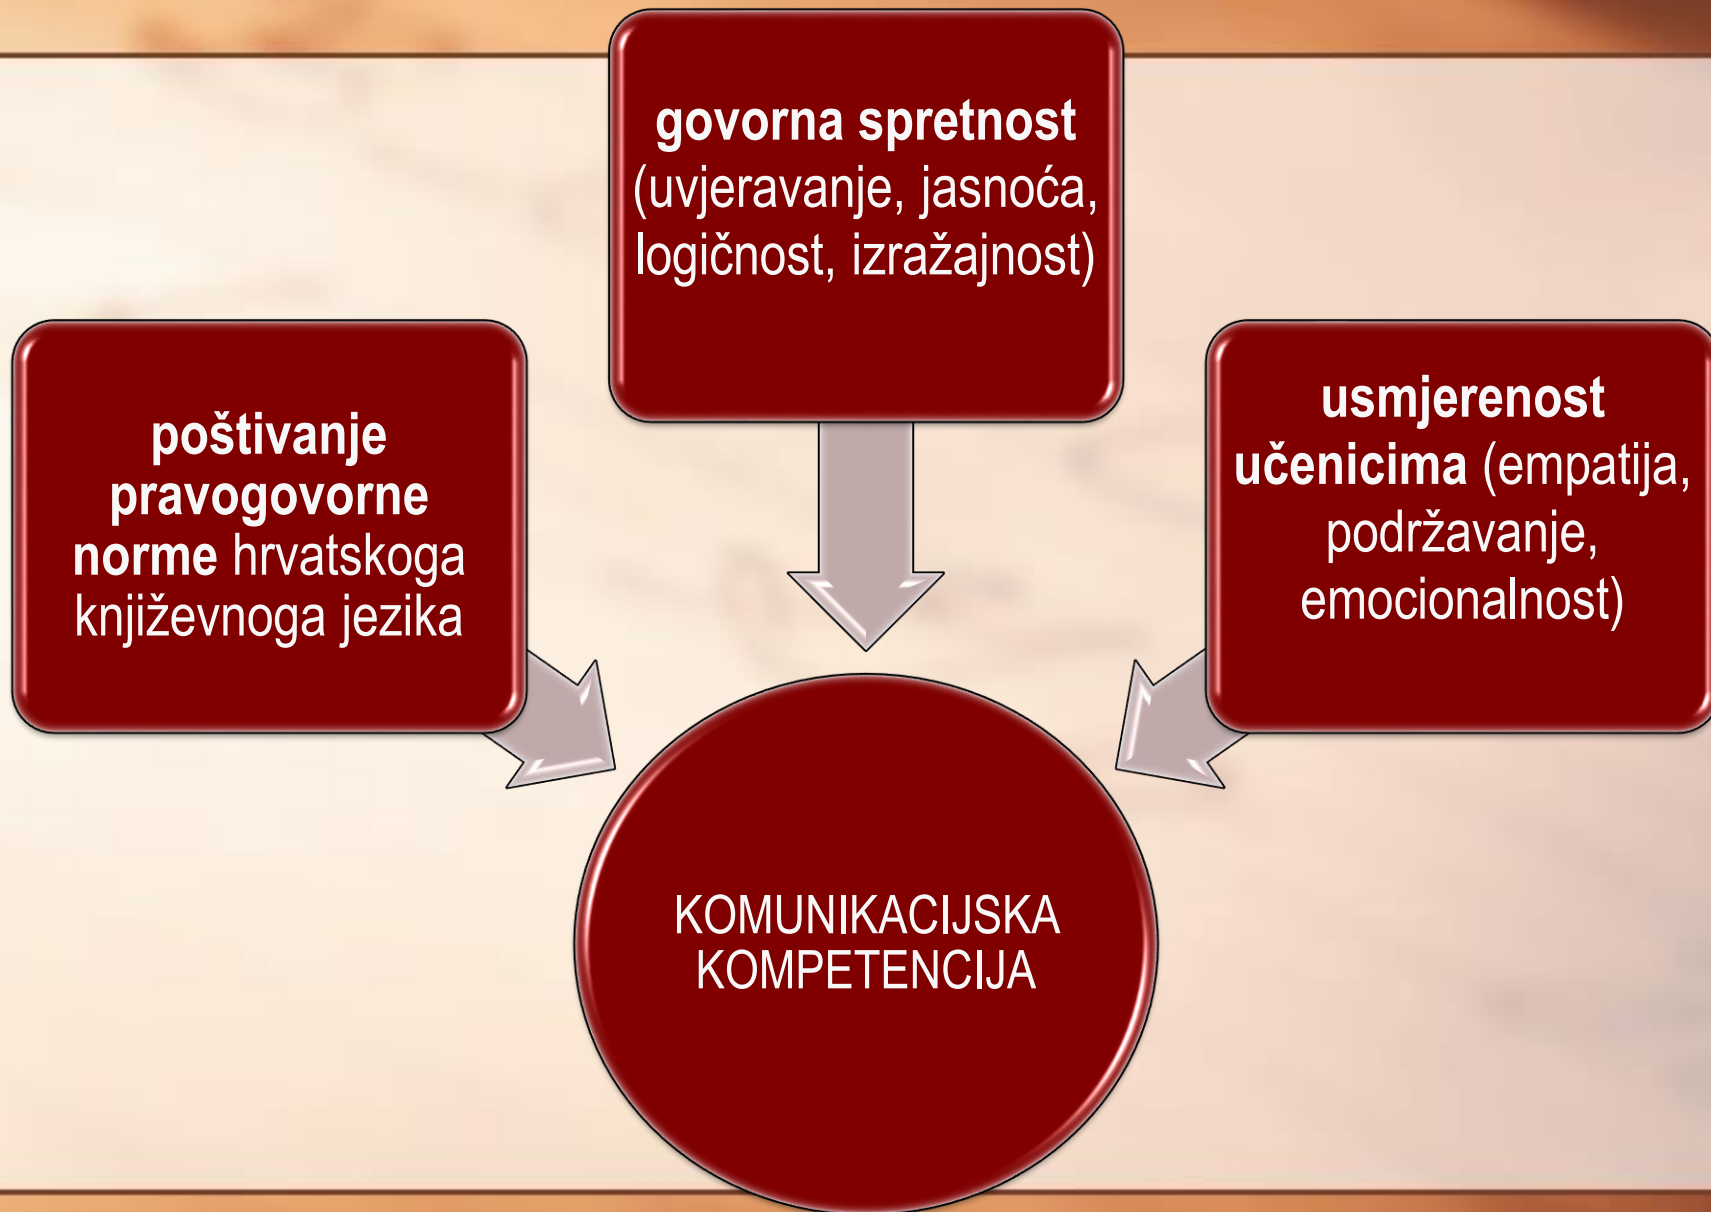 govorna spretnost
(uvjeravanje, jasnoća,
logičnost, izražajnost)
poštivanje
pravogovorne
norme hrvatskoga
književnoga jezika
usmjerenost
učenicima (empatija,
podržavanje,
emocionalnost)
KOMUNIKACIJSKA
KOMPETENCIJA